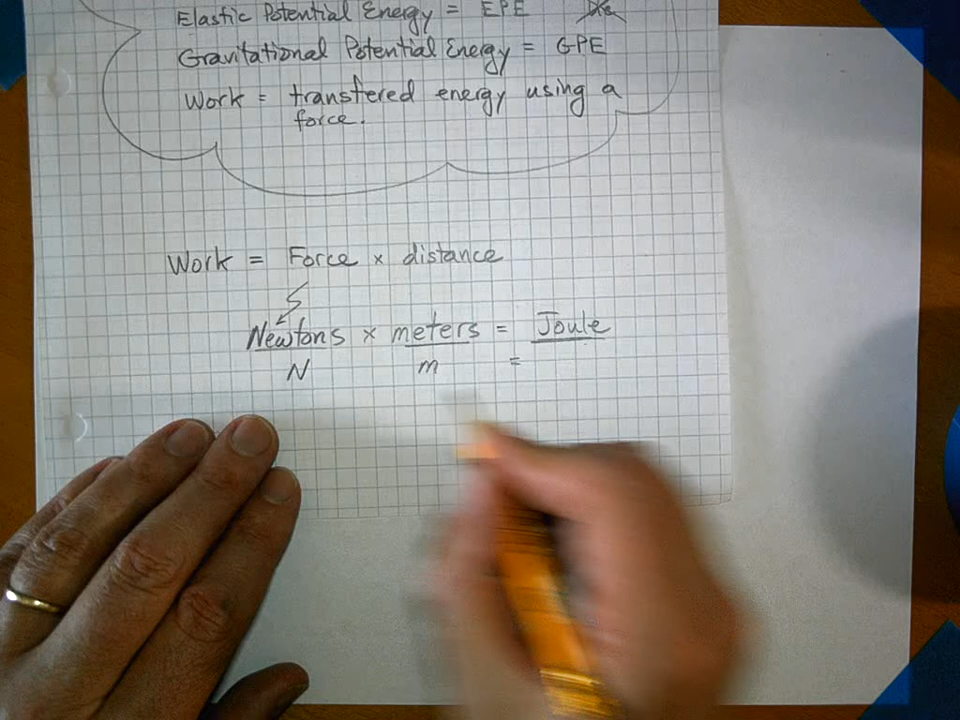 Elastic Potential Energy = EPE
Gravitational Potential Energy = GPE
Work = transfered energy using a
force.
Work = Force × distance
Newtons × meters = Joule
N m =